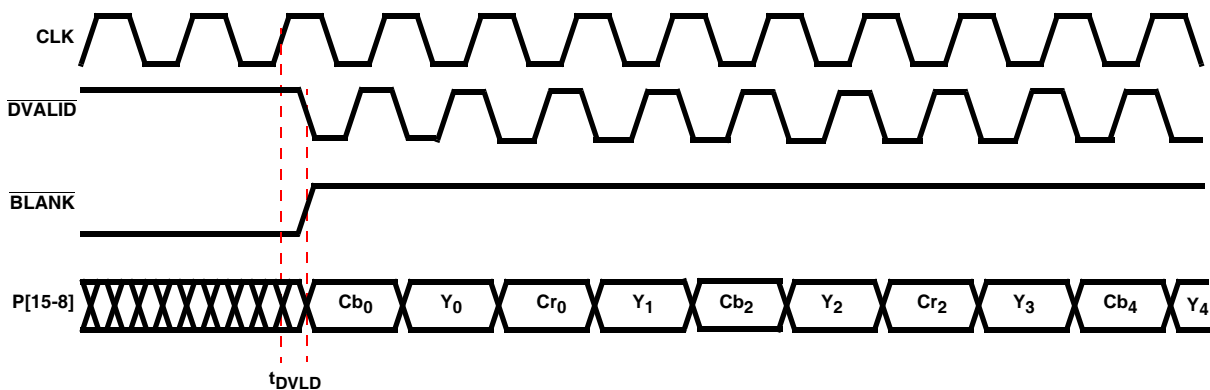 CLK
DVALID
BLANK
P[15-8] Cb0 Y0 Cr0 Y1 Cb2 Y2 Cr2 Y3 Cb4 Y4
tDVLD